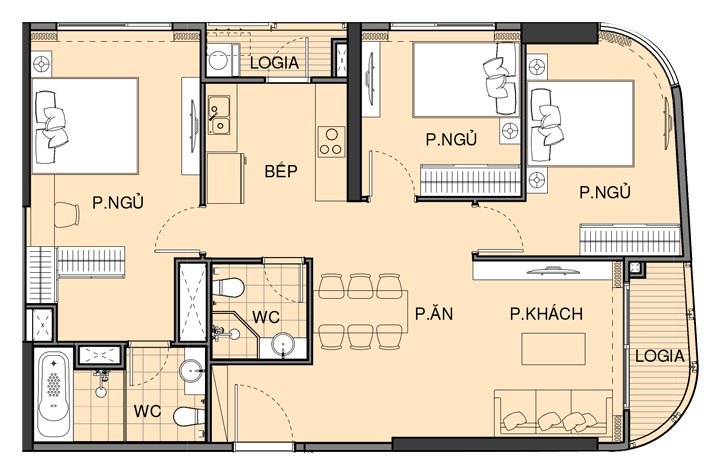 LOGIA
P.NGỦ
BẾP
P.NGỦ
P.NGỦ
WC
P.ĂN
P.KHÁCH
LOGIA
WC